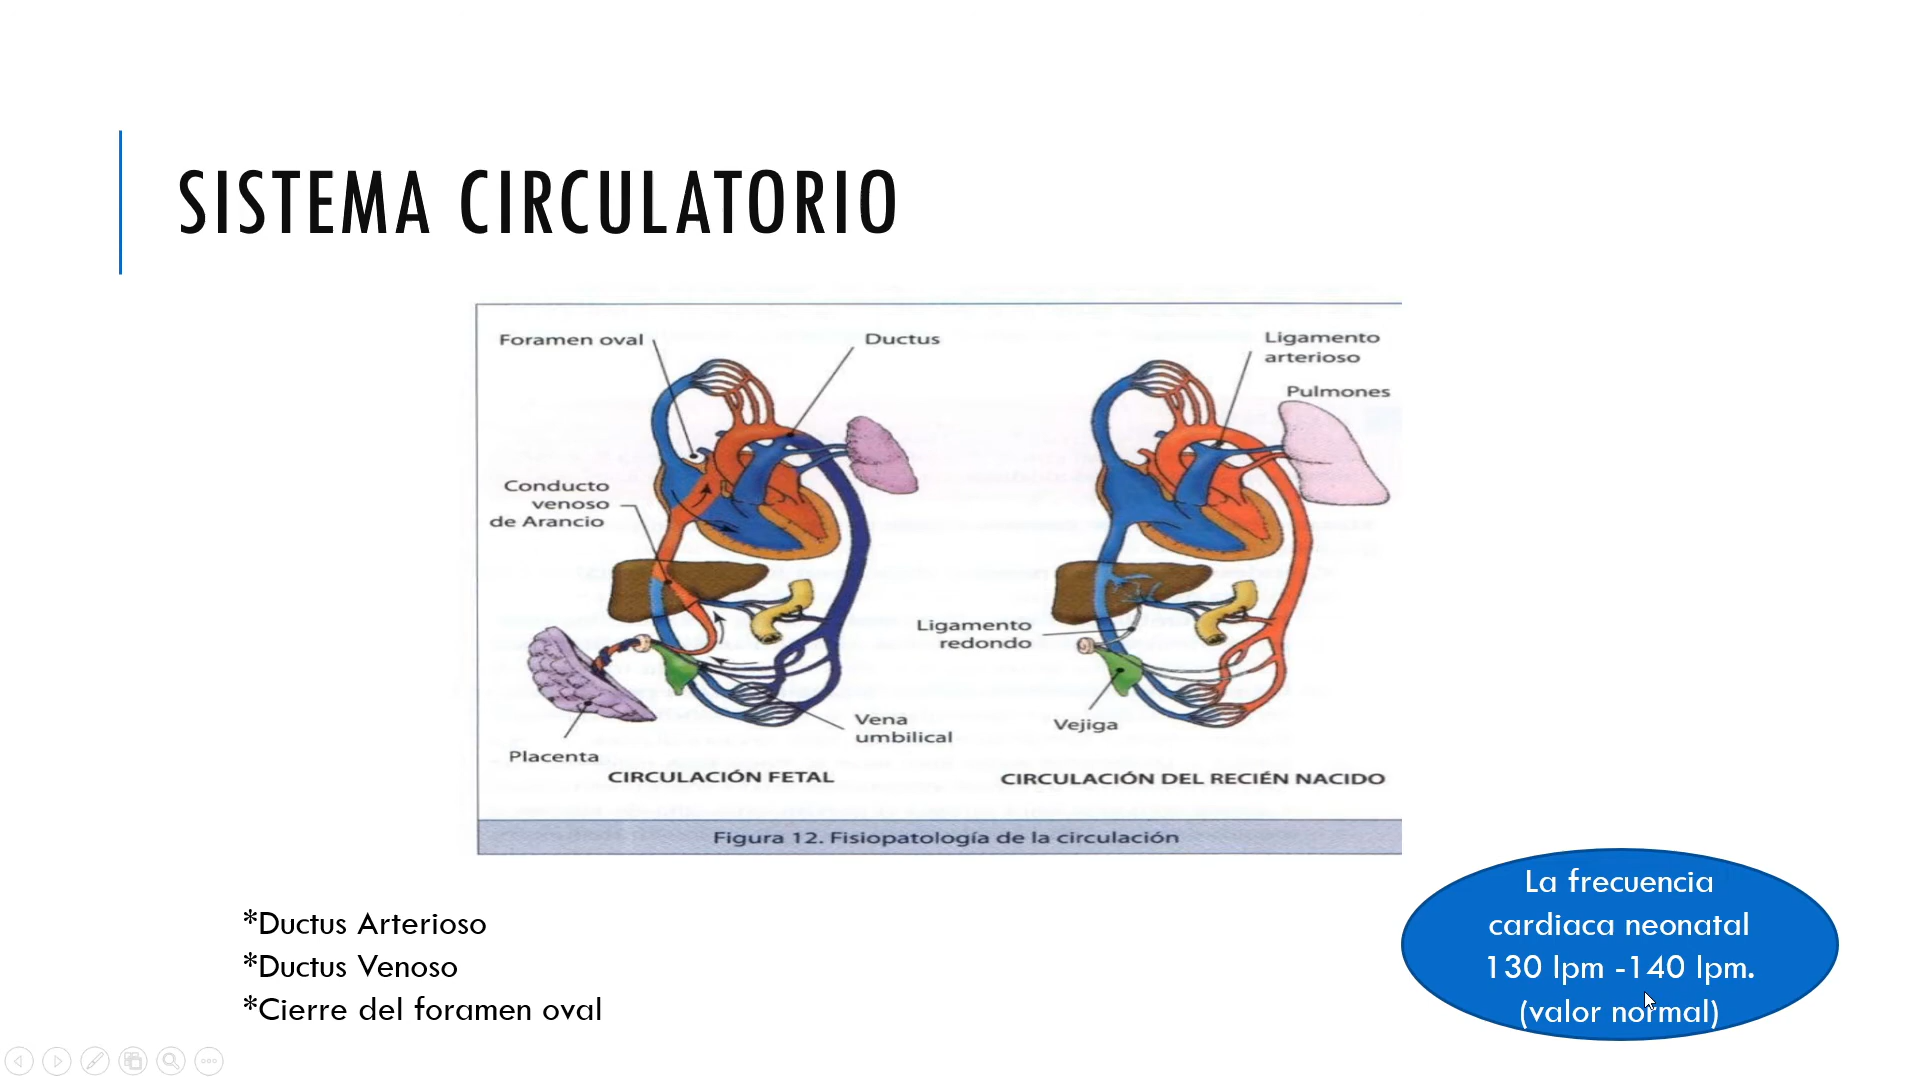 SISTEMA CIRCULATORIO
Foramen oval
Ductus
Conducto
venoso
de Arancio
Placenta
Vena
umbilical
CIRCULACIÓN FETAL
Ligamento
arterioso
Pulmones
Ligamento
redondo
Vejiga
CIRCULACIÓN DEL RECIÉN NACIDO
Figura 12. Fisiopatología de la circulación
*Ductus Arterioso
*Ductus Venoso
*Cierre del foramen oval
La frecuencia
cardiaca neonatal
130 lpm -140 lpm.
(valor normal)